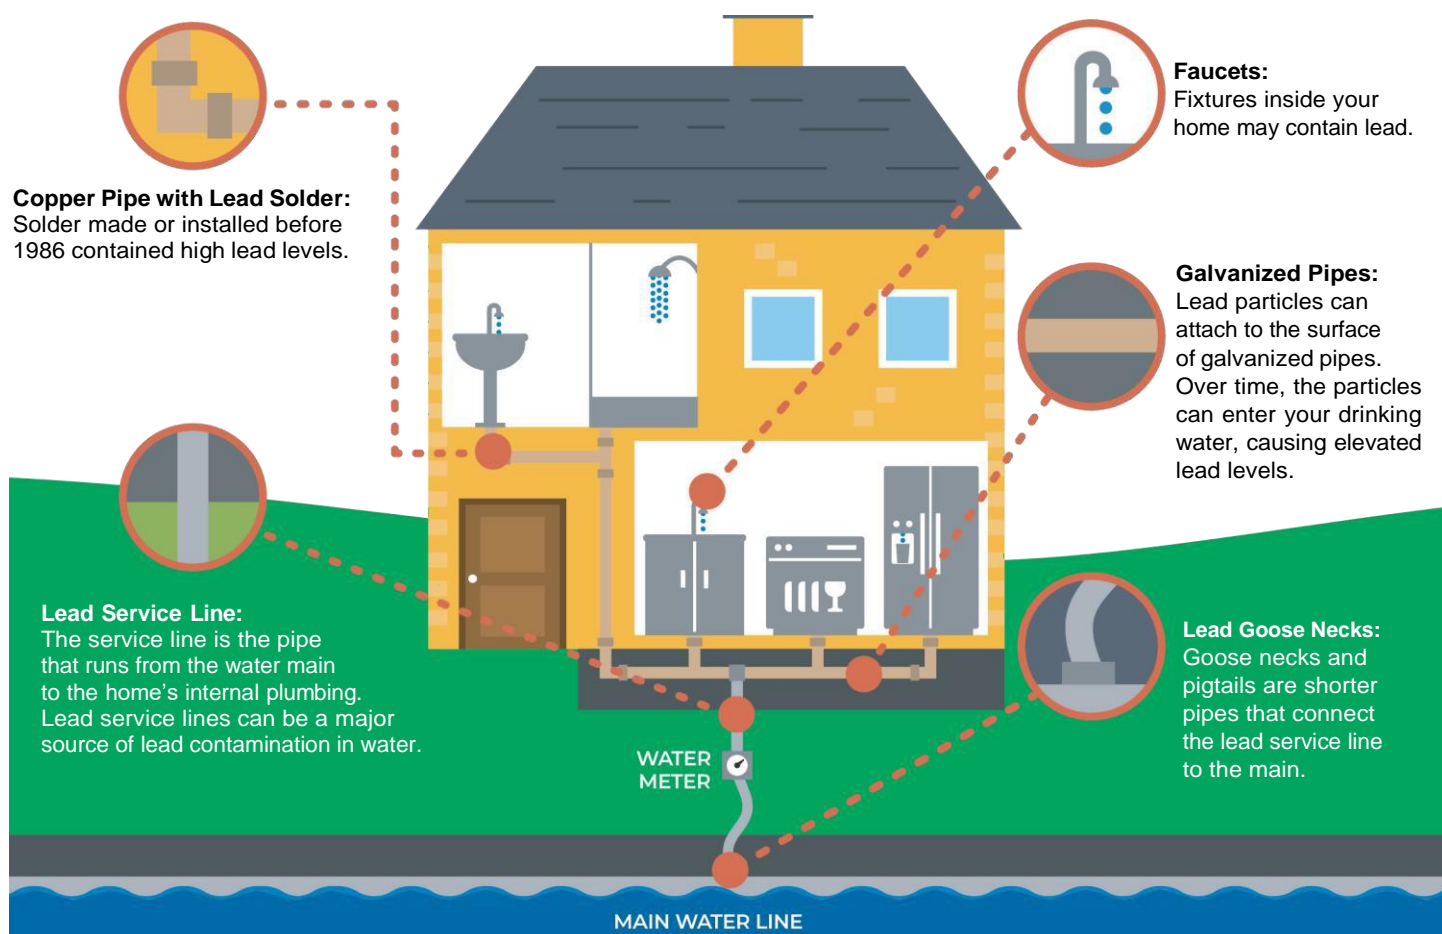 Copper Pipe with Lead Solder:
Solder made or installed before
1986 contained high lead levels.
Faucets:
Fixtures inside your
home may contain lead.
Galvanized Pipes:
Lead particles can
attach to the surface
of galvanized pipes.
Over time, the particles
can enter your drinking
water, causing elevated
lead levels.
Lead Service Line:
The service line is the pipe
that runs from the water main
to the home's internal plumbing.
Lead service lines can be a major
source of lead contamination in water.
Lead Goose Necks:
Goose necks and
pigtails are shorter
pipes that connect
the lead service line
to the main.
WATER
METER
MAIN WATER LINE